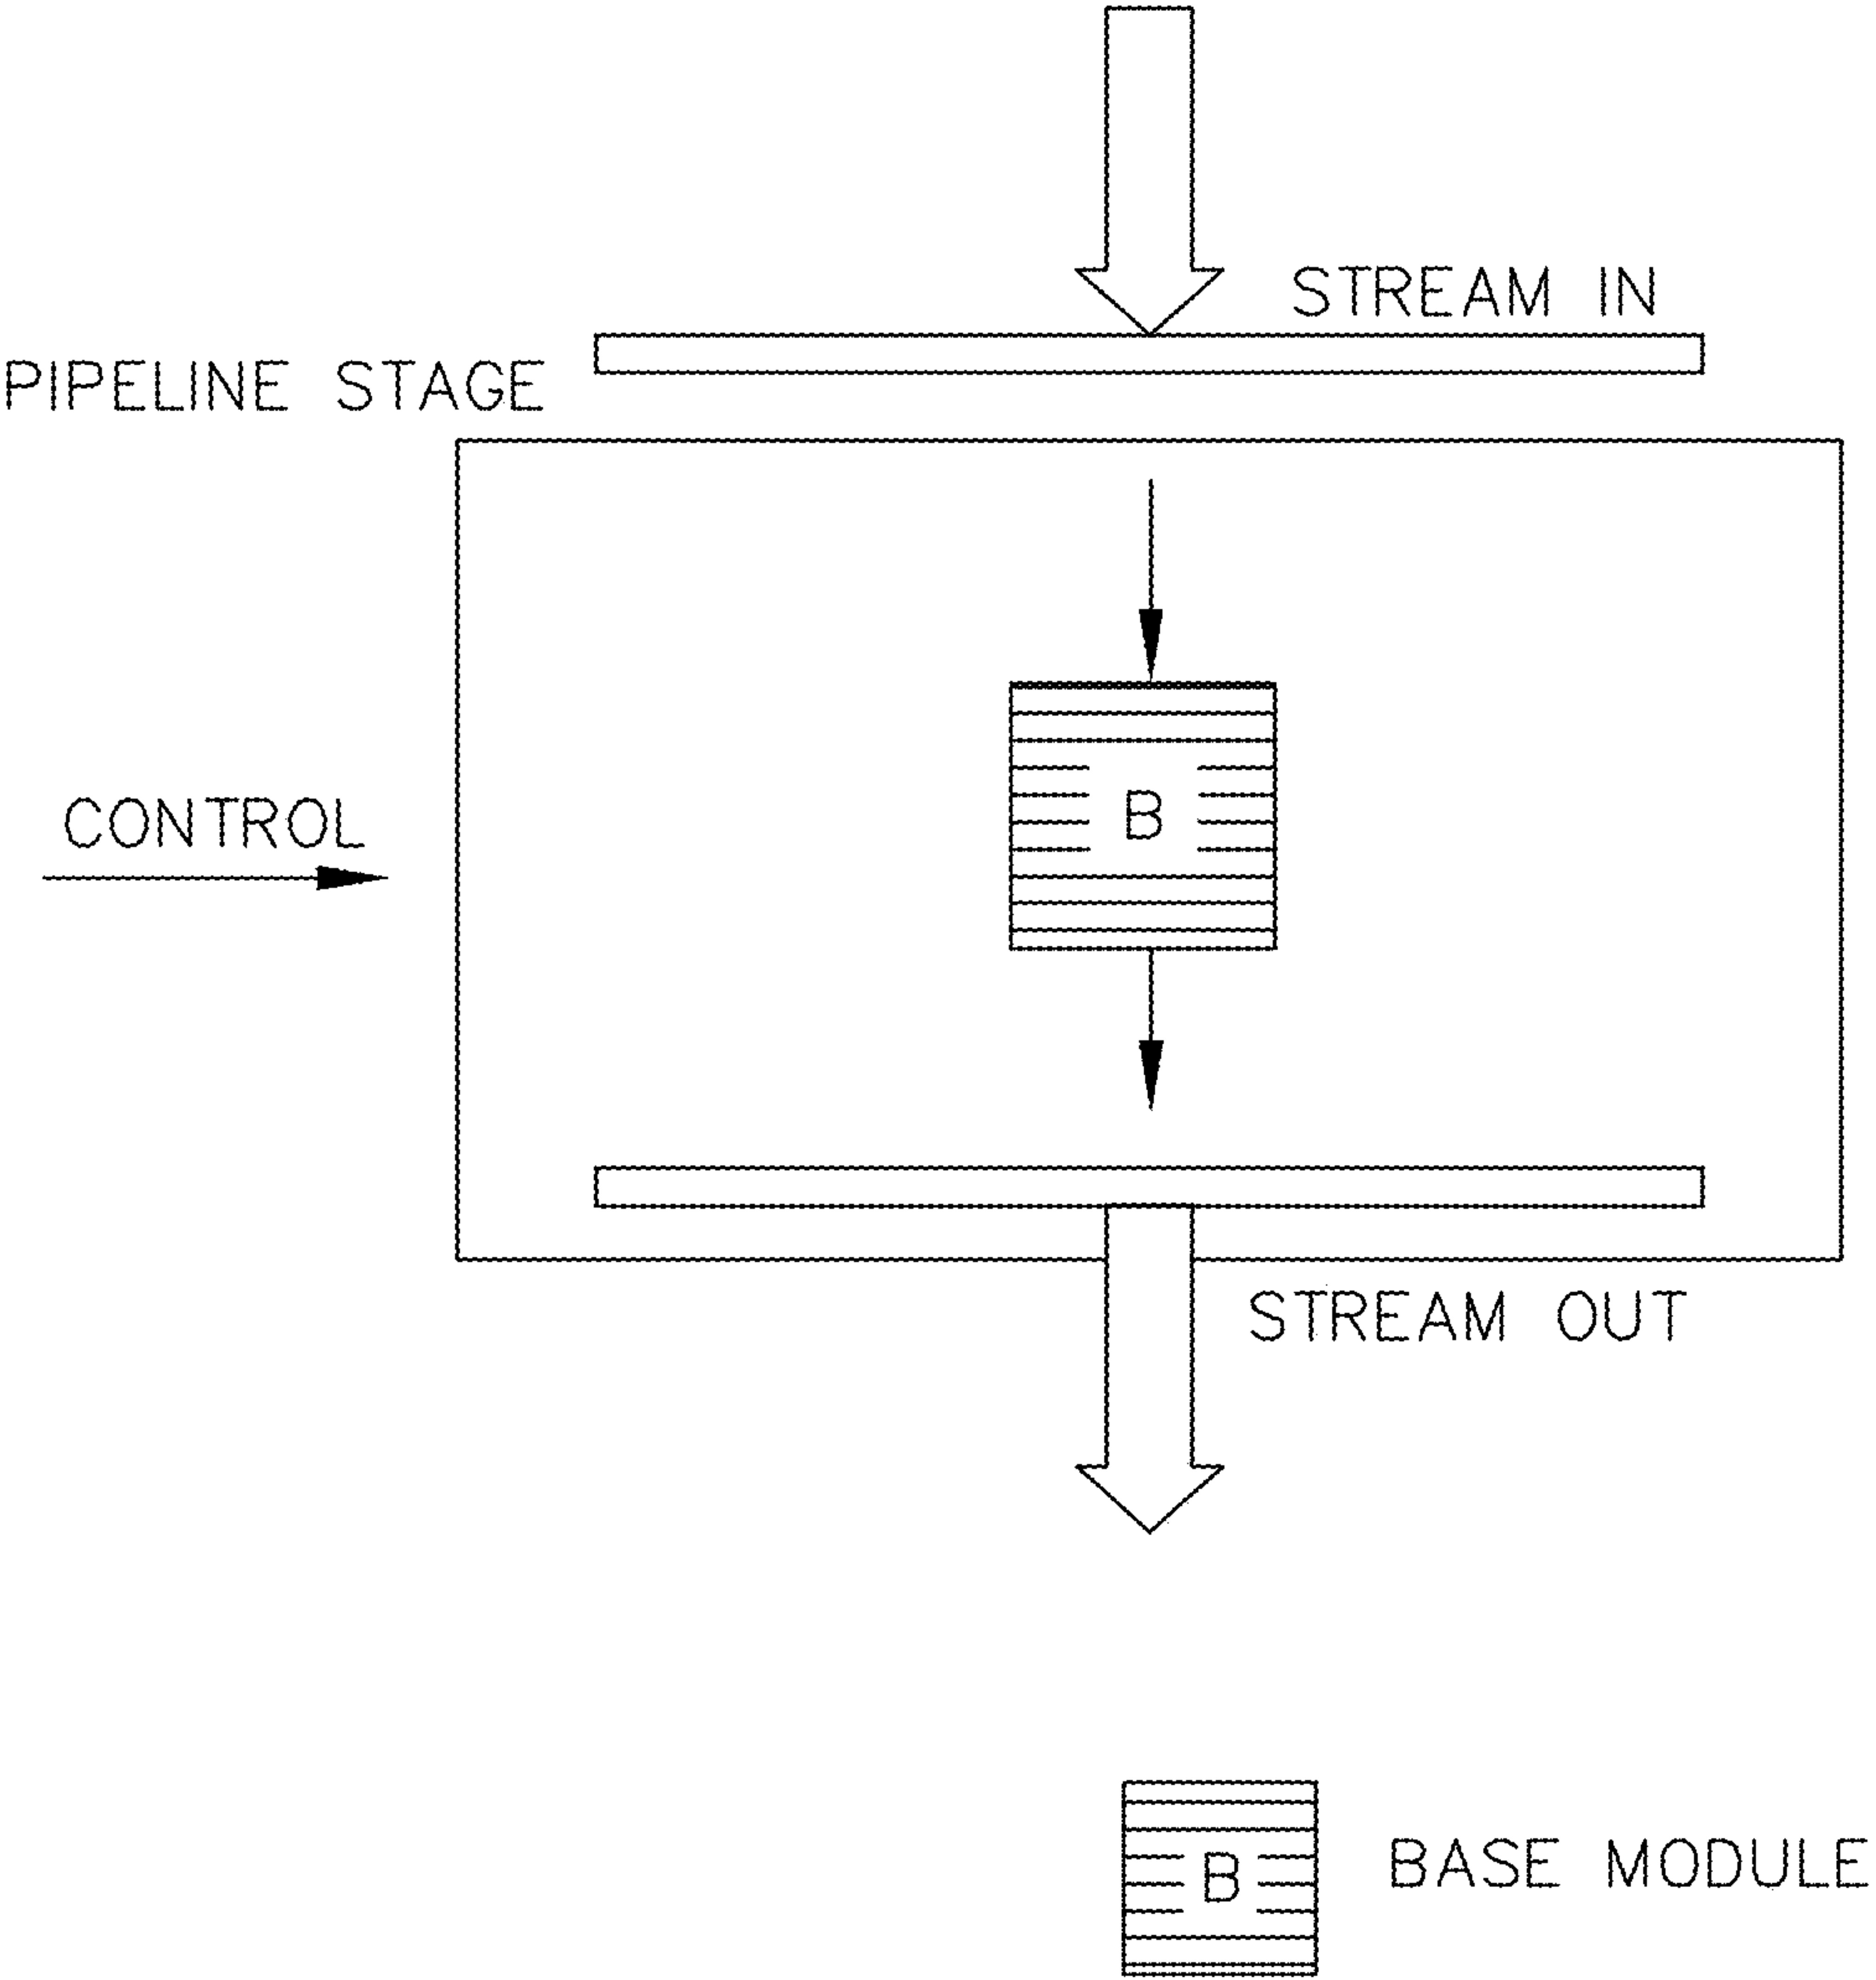 STREAM IN
PIPELINE STAGE
B
CONTROL
STREAM OUT
B
BASE MODULE